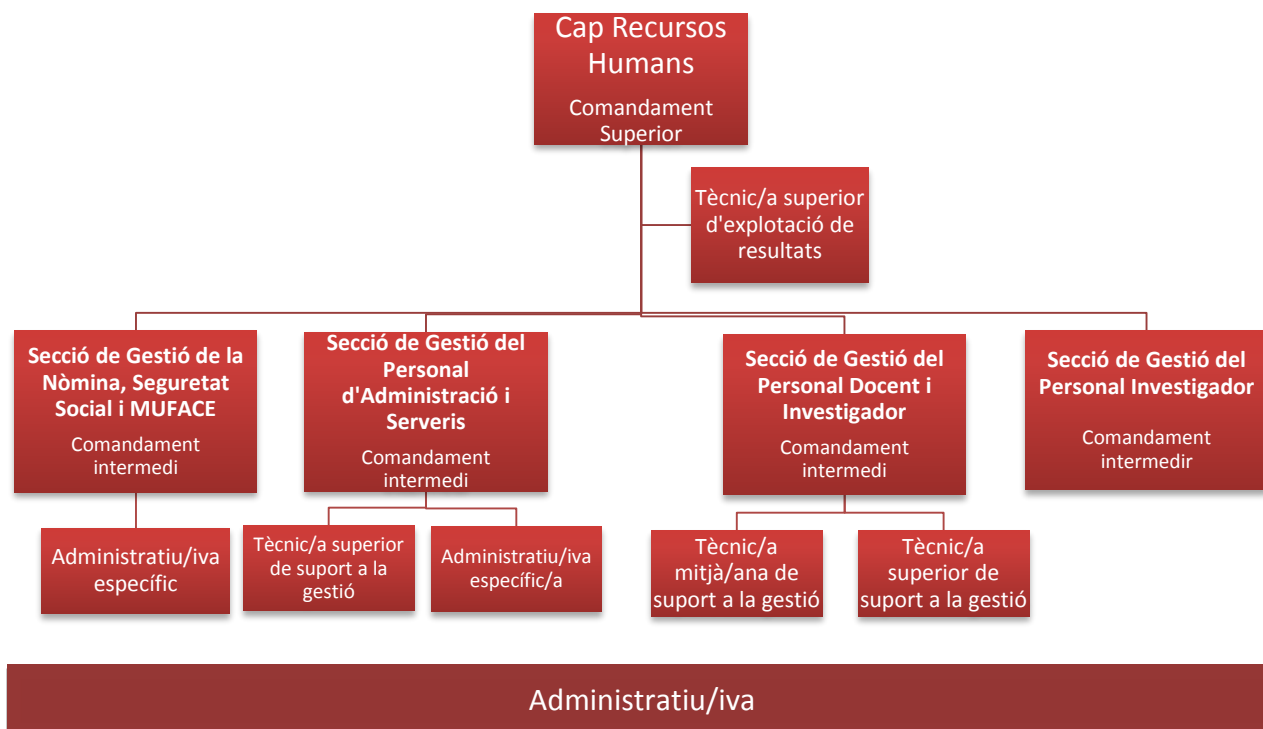 Cap Recursos
Humans
Comandament
Superior
Tècnic/a superior
d'explotació de
resultats
Secció de Gestió de la
Nòmina, Seguretat
Social i MUFACE
Comandament
intermedi
Secció de Gestió del
Personal
d'Administració i
Serveris
Comandament
intermedi
Secció de Gestió del
Personal Docent i
Investigador
Comandament
intermedi
Secció de Gestió del
Personal Investigador
Comandament
intermedir
Administratiu/iva
específic
Tècnic/a superior
de suport a la
gestió
Administratiu/iva
específic/a
Tècnic/a
mitjà/ana de
suport a la gestió
Tècnic/a
superior de
suport a la gestió
Administratiu/iva